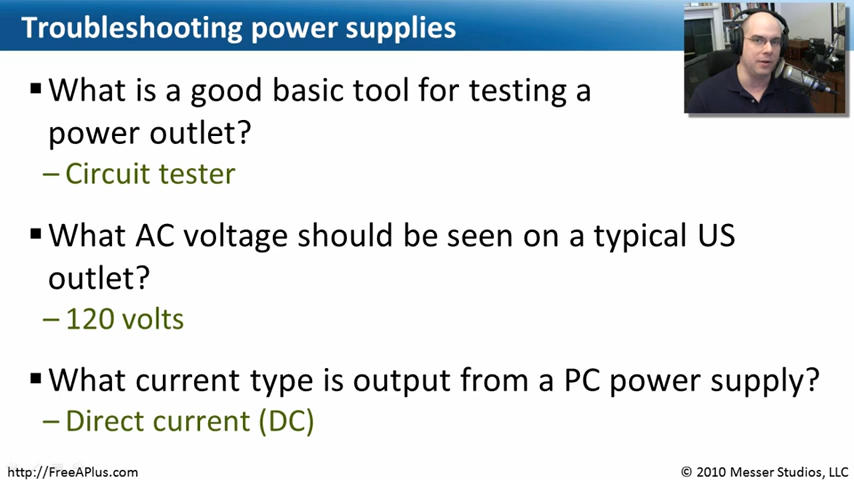 Troubleshooting power supplies
▪ What is a good basic tool for testing a
power outlet?
– Circuit tester
▪ What AC voltage should be seen on a typical US
outlet?
– 120 volts
▪ What current type is output from a PC power supply?
– Direct current (DC)
http://FreeAPlus.com
© 2010 Messer Studios, LLC